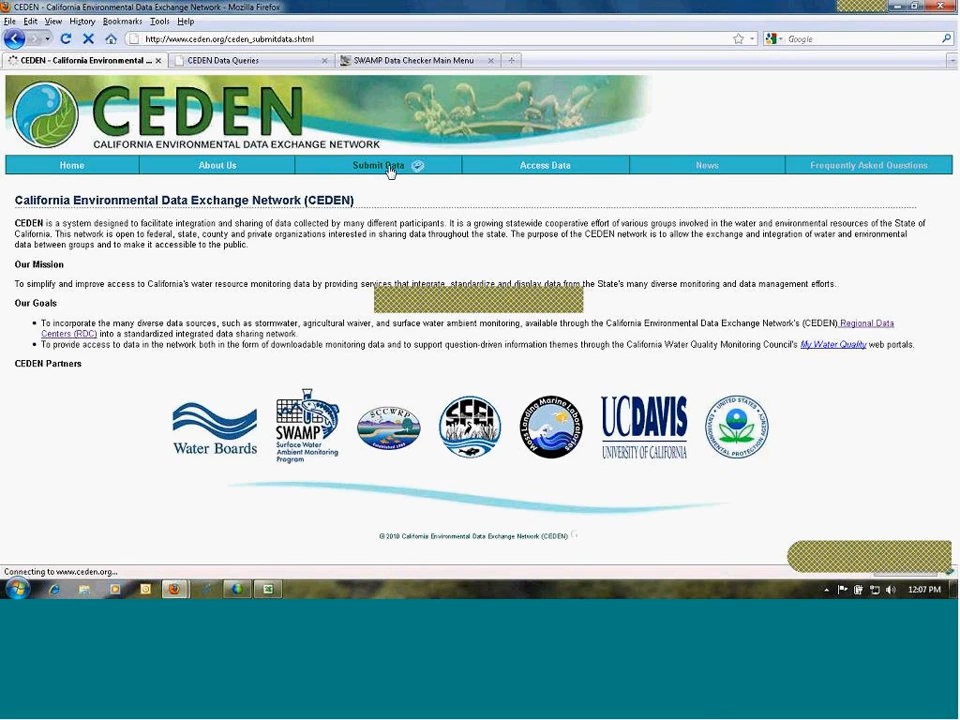 CEDEN - California Environmental Data Exchange Network - Mozilla Firefox
File Edit View History Bookmarks Tools Help
http://www.ceden.org/ceden_submitdata.shtml
Google
CEDEN - California Environmental ...
CEDEN Data Queries
SWAMP Data Checker Main Menu
CEDEN
CALIFORNIA ENVIRONMENTAL DATA EXCHANGE NETWORK
Home About Us Submit Data Access Data News Frequently Asked Questions
California Environmental Data Exchange Network (CEDEN)
CEDEN is a system designed to facilitate integration and sharing of data collected by many different participants. It is a growing statewide cooperative effort of various groups involved in the water and environmental resources of the State of
California. This network is open to federal, state, county and private organizations interested in sharing data throughout the state. The purpose of the CEDEN network is to allow the exchange and integration of water and environmental
data between groups and to make it accessible to the public.
Our Mission
To simplify and improve access to California's water resource monitoring data by providing services that integrate, standardize and display data from the State's many diverse monitoring and data management efforts.
Our Goals
To incorporate the many diverse data sources, such as stormwater, agricultural waiver, and surface water ambient monitoring, available through the California Environmental Data Exchange Network's (CEDEN) Regional Data
Centers (RDC) into a standardized integrated data sharing network.
To provide access to data in the network both in the form of downloadable monitoring data and to support question-driven information themes through the California Water Quality Monitoring Council's My Water Quality web portals.
CEDEN Partners
Water Boards
SWAMP
Surface Water
Ambient Monitoring
Program
SCCWRP
Established 1969
SFEI
Moss Landing Marine Laboratories
UCDAVIS
UNIVERSITY OF CALIFORNIA
UNITED STATES
ENVIRONMENTAL PROTECTION
© 2010 California Environmental Data Exchange Network (CEDEN)
Connecting to www.ceden.org...
12:07 PM